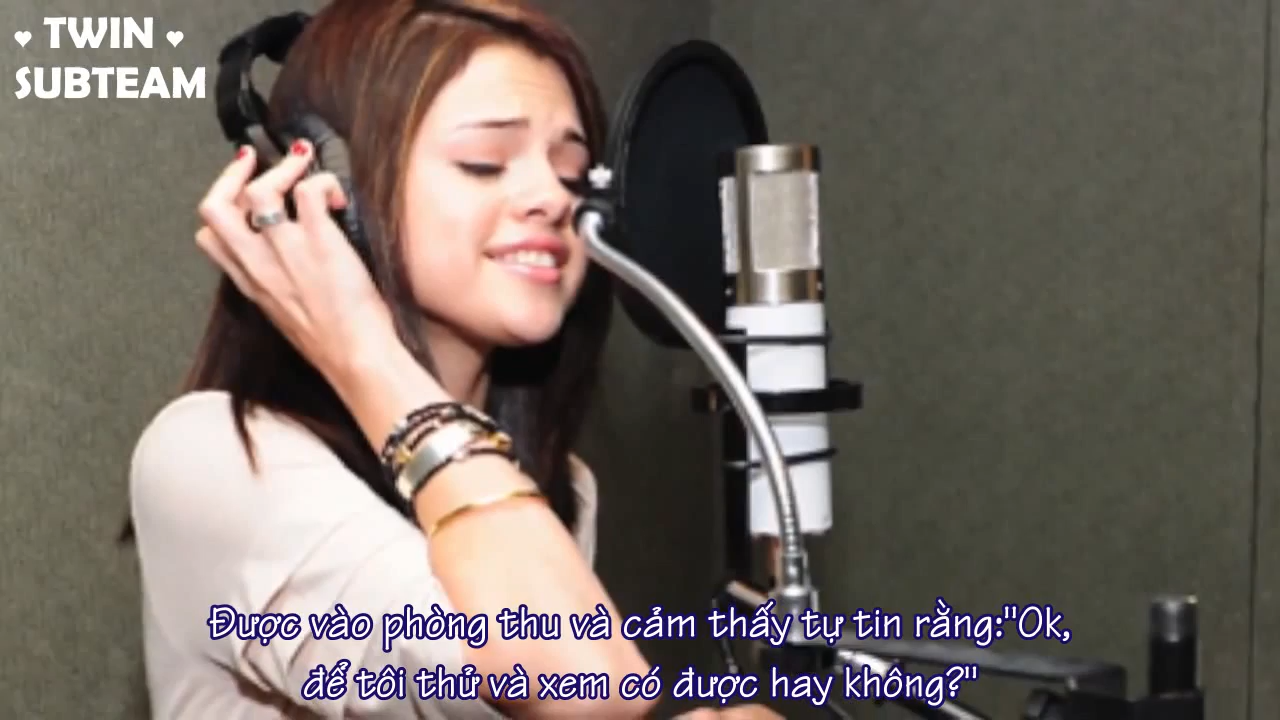 ♥ TWIN ♥
SUBTEAM
Được vào phòng thu và cảm thấy tự tin rằng:"Ok,
để tôi thử và xem có được hay không?"